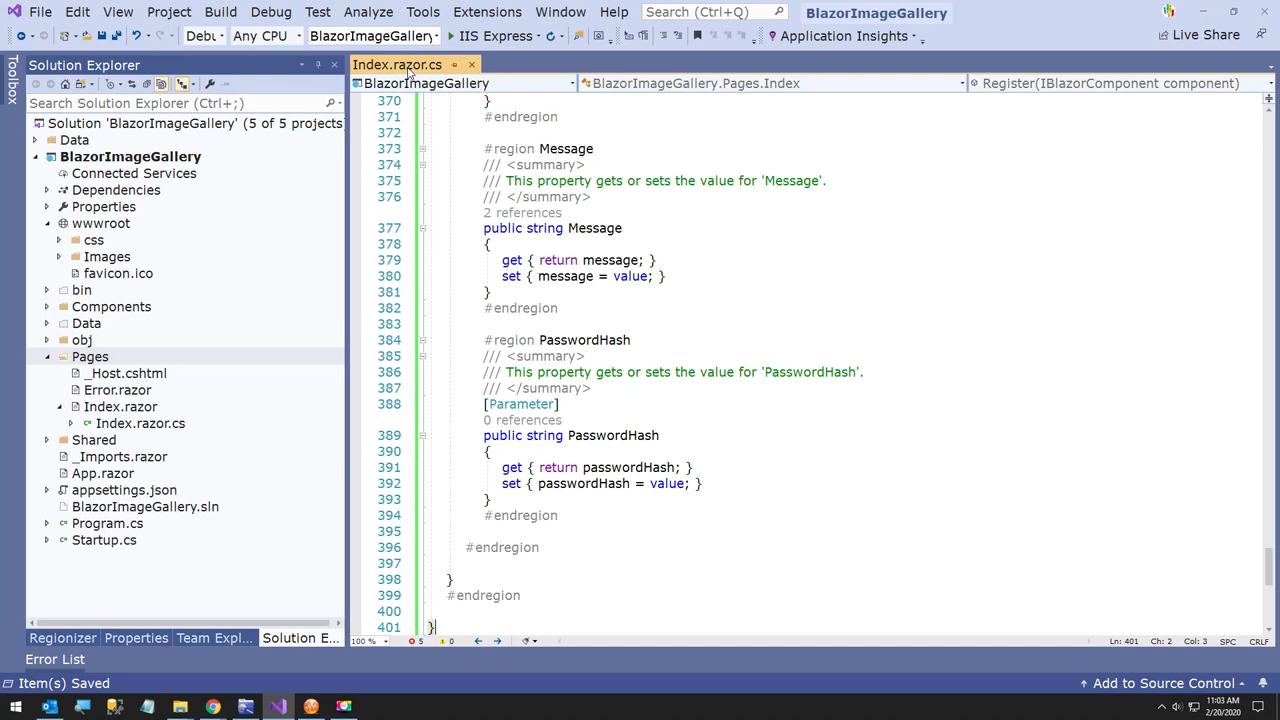 File Edit View Project Build Debug Test Analyze Tools Extensions Window Help Search (Ctrl+Q) BlazorImageGallery
Debu Any CPU BlazorImageGallery IIS Express Application Insights Live Share
Toolbox
Solution Explorer
Search Solution Explorer (Ctrl+;)
Solution 'BlazorImageGallery' (5 of 5 projects)
Data
BlazorImageGallery
Connected Services
Dependencies
Properties
wwwroot
css
Images
favicon.ico
bin
Components
Data
obj
Pages
_Host.cshtml
Error.razor
Index.razor
Index.razor.cs
Shared
_Imports.razor
App.razor
appsettings.json
BlazorImageGallery.sln
Program.cs
Startup.cs
Regionizer Properties Team Expl... Solution E...
Index.razor.cs
BlazorImageGallery BlazorImageGallery.Pages.Index Register(IBlazorComponent component)
370 }
371 #endregion
372
373 #region Message
374 /// <summary>
375 /// This property gets or sets the value for 'Message'.
376 /// </summary>
2 references
377 public string Message
378 {
379 get { return message; }
380 set { message = value; }
381 }
382 #endregion
383
384 #region PasswordHash
385 /// <summary>
386 /// This property gets or sets the value for 'PasswordHash'.
387 /// </summary>
388 [Parameter]
0 references
389 public string PasswordHash
390 {
391 get { return passwordHash; }
392 set { passwordHash = value; }
393 }
394 #endregion
395
396 #endregion
397
398 }
399 #endregion
400
401 }
100 % 5 0 Ln: 401 Ch: 2 Col: 3 SPC CRLF
Error List
Item(s) Saved Add to Source Control
11:03 AM
2/20/2020